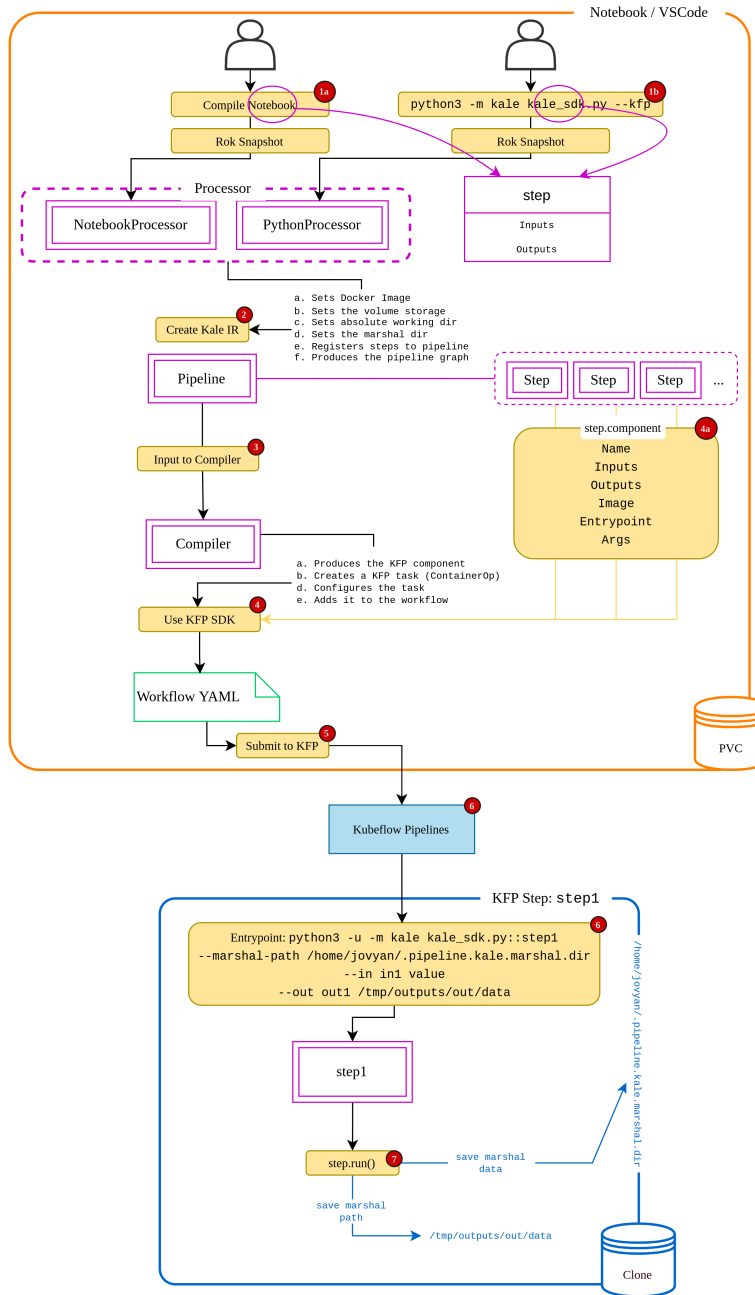 Notebook / VSCode
1a
1b
Compile Notebook
python3 -m kale kale_sdk.py --kfp
Rok Snapshot
Rok Snapshot
Processor
NotebookProcessor
PythonProcessor
step
Inputs
Outputs
a. Sets Docker Image
b. Sets the volume storage
c. Sets absolute working dir
d. Sets the marshal dir
e. Registers steps to pipeline
f. Produces the pipeline graph
2
Create Kale IR
Pipeline
Step
Step
Step
...
step.component
4a
Name
Inputs
Outputs
Image
Entrypoint
Args
3
Input to Compiler
Compiler
a. Produces the KFP component
b. Creates a KFP task (ContainerOp)
d. Configures the task
e. Adds it to the workflow
4
Use KFP SDK
Workflow YAML
5
Submit to KFP
PVC
6
Kubeflow Pipelines
KFP Step: step1
6
Entrypoint: python3 -u -m kale kale_sdk.py::step1
--marshal-path /home/jovyan/.pipeline.kale.marshal.dir
--in in1 value
--out out1 /tmp/outputs/out/data
/home/jovyan/.pipeline.kale.marshal.dir
step1
7
step.run()
save marshal
data
save marshal
path
/tmp/outputs/out/data
Clone